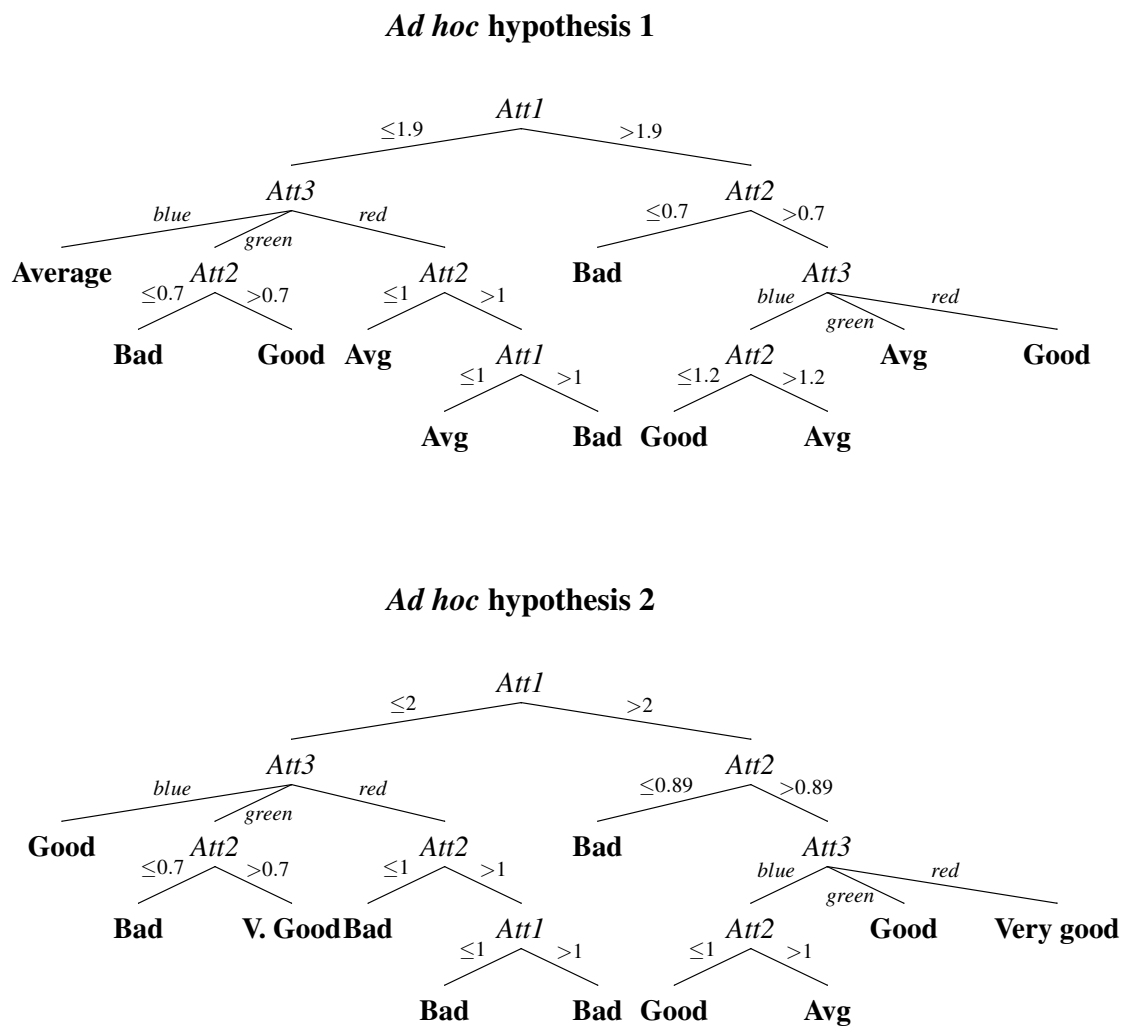 Ad hoc hypothesis 1
Att1
≤1.9 >1.9
Att3 Att2
blue green red ≤0.7 >0.7
Average Att2 Att2 Bad Att3
≤0.7 >0.7 ≤1 >1 blue green red
Bad Good Avg Att1 Att2 Avg Good
≤1 >1 ≤1.2 >1.2
Avg Bad Good Avg
Ad hoc hypothesis 2
Att1
≤2 >2
Att3 Att2
blue green red ≤0.89 >0.89
Good Att2 Att2 Bad Att3
≤0.7 >0.7 ≤1 >1 blue green red
Bad V. Good Bad Att1 Att2 Good Very good
≤1 >1 ≤1 >1
Bad Bad Good Avg